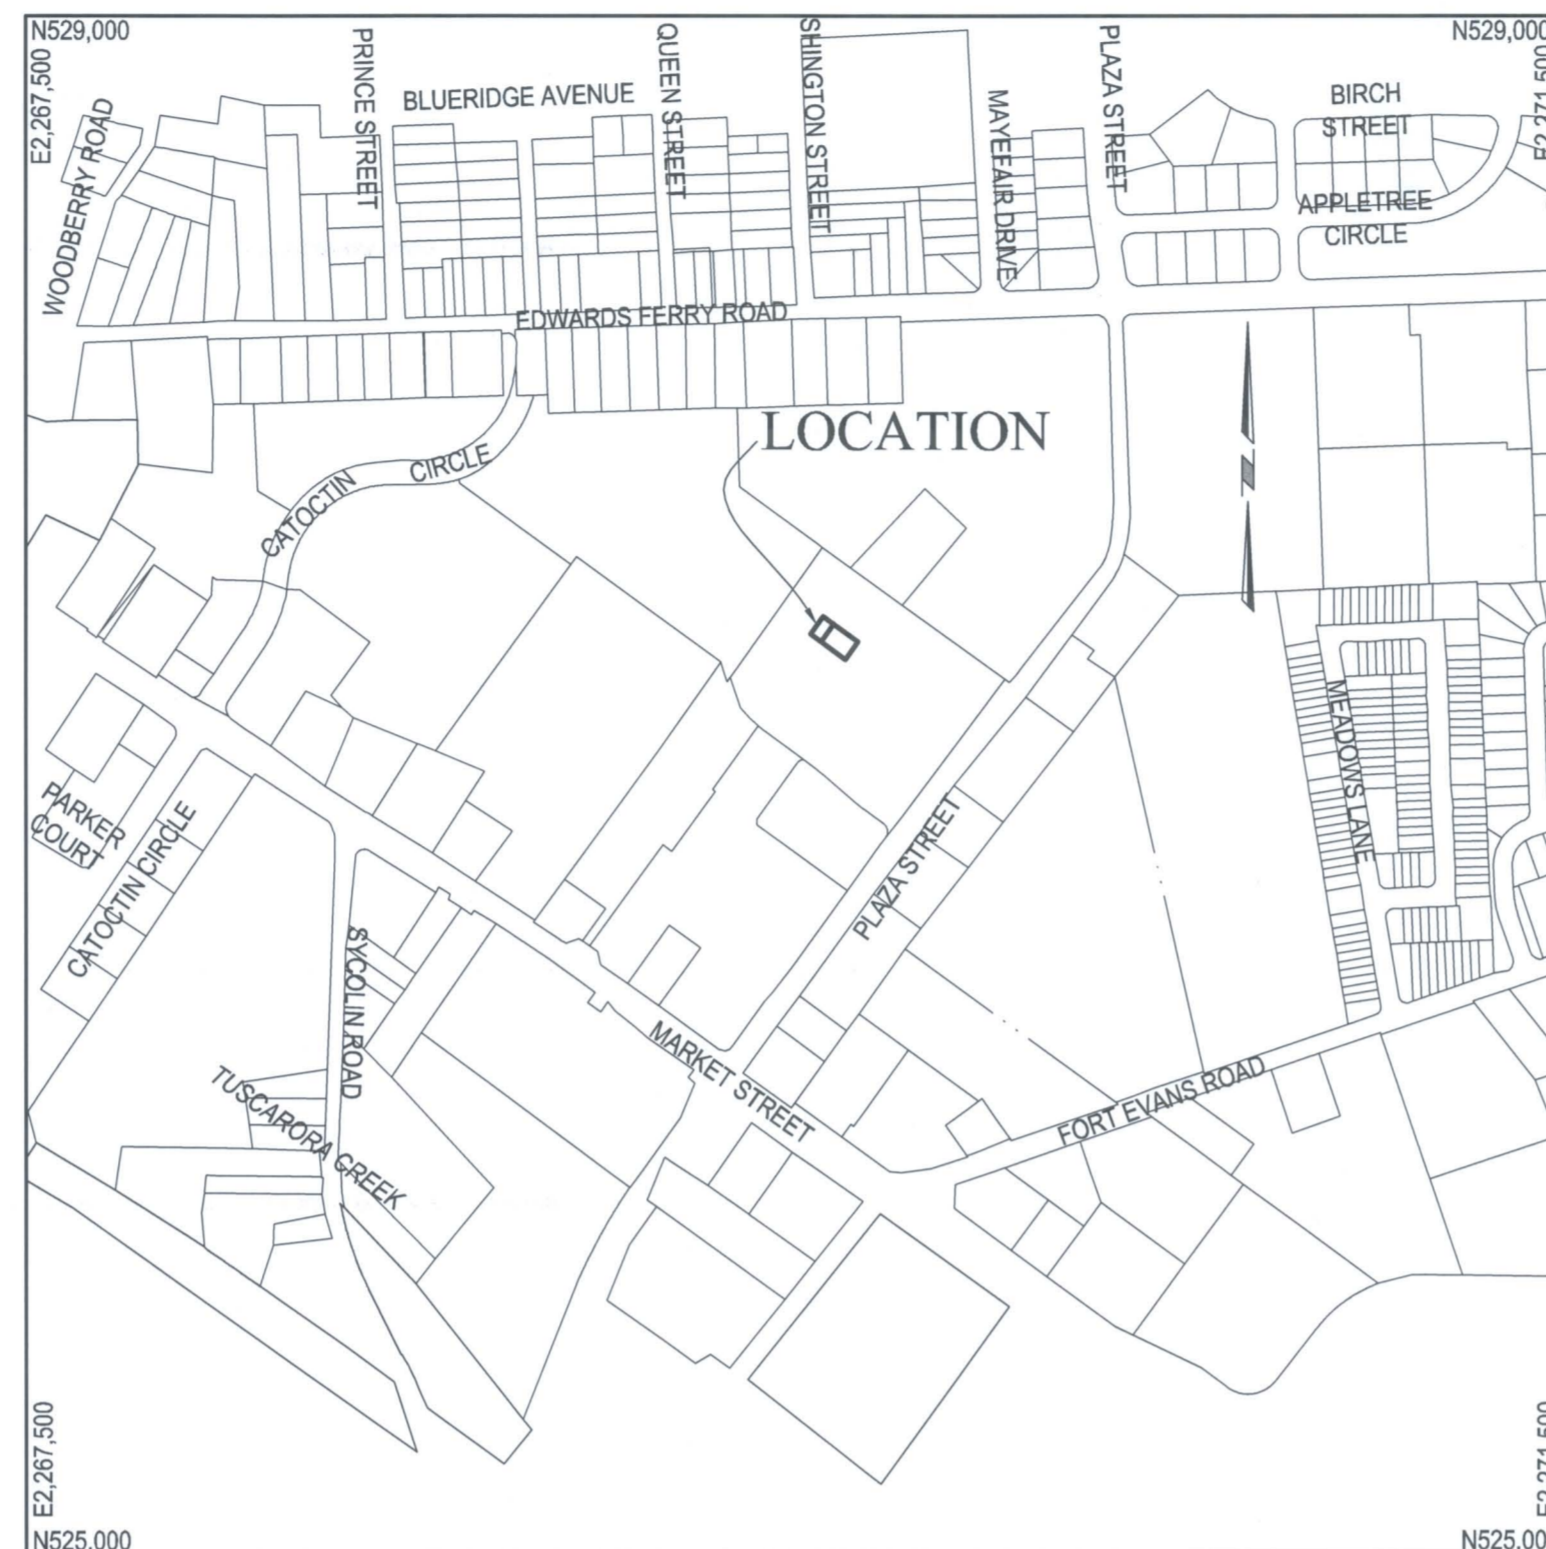 N529,000
N529,000
E2,267,500
PRINCE STREET
BLUERIDGE AVENUE
QUEEN STREET
SHINGTON STREET
MAYEFAIR DRIVE
PLAZA STREET
BIRCH
STREET
WOODBERRY ROAD
APPLETREE
CIRCLE
EDWARDS FERRY ROAD
LOCATION
CATOCTIN
CIRCLE
N
MEADOWS LANE
PARKER
COURT
CATOCTIN CIRCLE
PLAZA STREET
SYCOLIN ROAD
MARKET STREET
FORT EVANS ROAD
TUSCARORA CREEK
E2,267,500
N525,000
N525,00